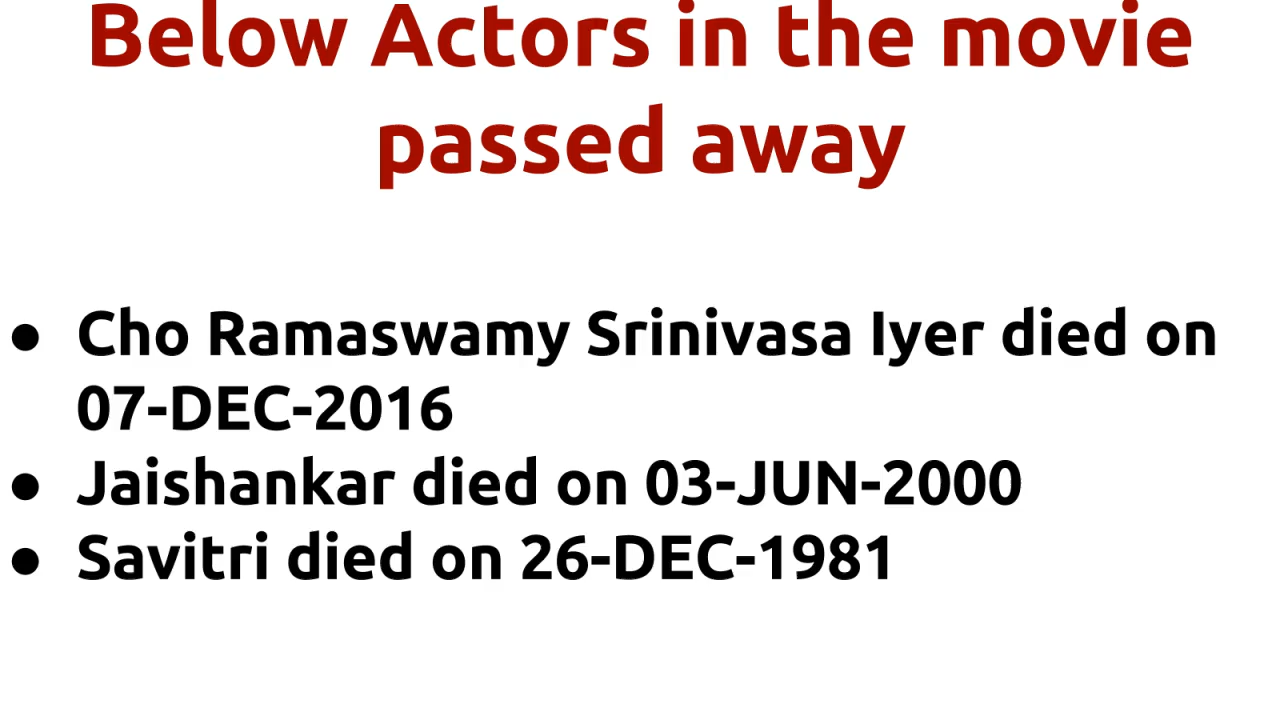 Below Actors in the movie
passed away
● Cho Ramaswamy Srinivasa Iyer died on
07-DEC-2016
● Jaishankar died on 03-JUN-2000
● Savitri died on 26-DEC-1981